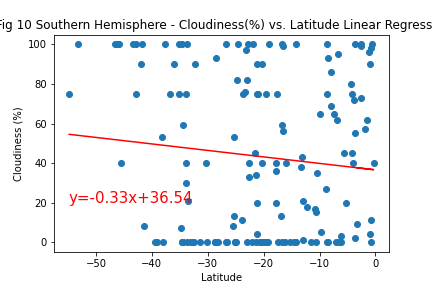 Fig 10 Southern Hemisphere - Cloudiness(%) vs. Latitude Linear Regress
100
80
60
40
20
0
Cloudiness (%)
y=-0.33x+36.54
−50 −40 −30 −20 −10 0
Latitude